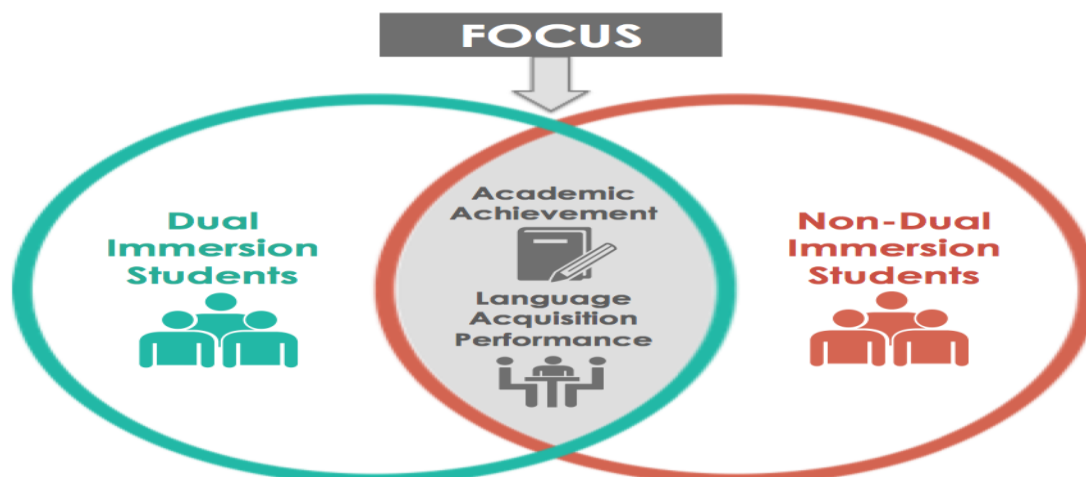 FOCUS
Dual
Immersion
Students
Academic
Achievement
Language
Acquisition
Performance
Non-Dual
Immersion
Students